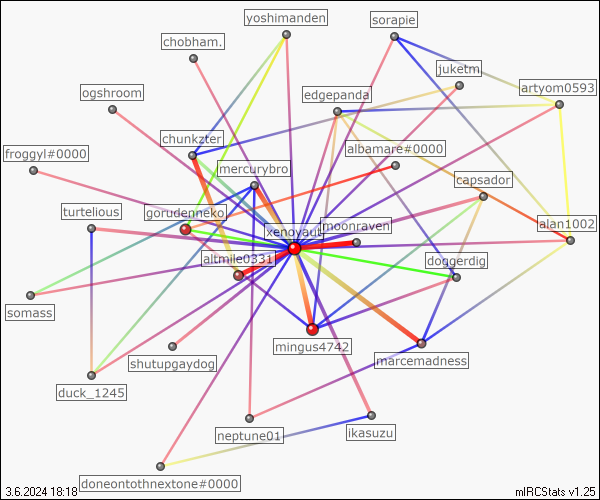 yoshimanden
sorapie
chobham.
juketm
artyom0593
ogshroom
edgepanda
chunkzter
albamare#0000
froggyl#0000
mercurybro
capsador
turtelious
gorudenneko
moonraven
alan1002
xenoyaut
altmile0331
doggerdig
somass
mingus4742
shutupgaydog
marcemadness
duck_1245
neptune01
ikasuzu
doneontothnextone#0000
3.6.2024 18:18
mIRCStats v1.25